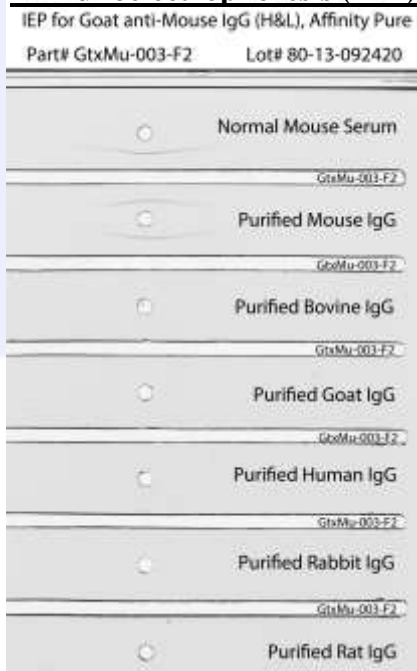 IEP for Goat anti-Mouse IgG (H&L), Affinity Pure
Part# GtxMu-003-F2 Lot# 80-13-092420
Normal Mouse Serum
GtxMu-003-F2
Purified Mouse IgG
GtxMu-003-F2
Purified Bovine IgG
GtxMu-003-F2
Purified Goat IgG
GtxMu-003-F2
Purified Human IgG
GtxMu-003-F2
Purified Rabbit IgG
GtxMu-003-F2
Purified Rat IgG